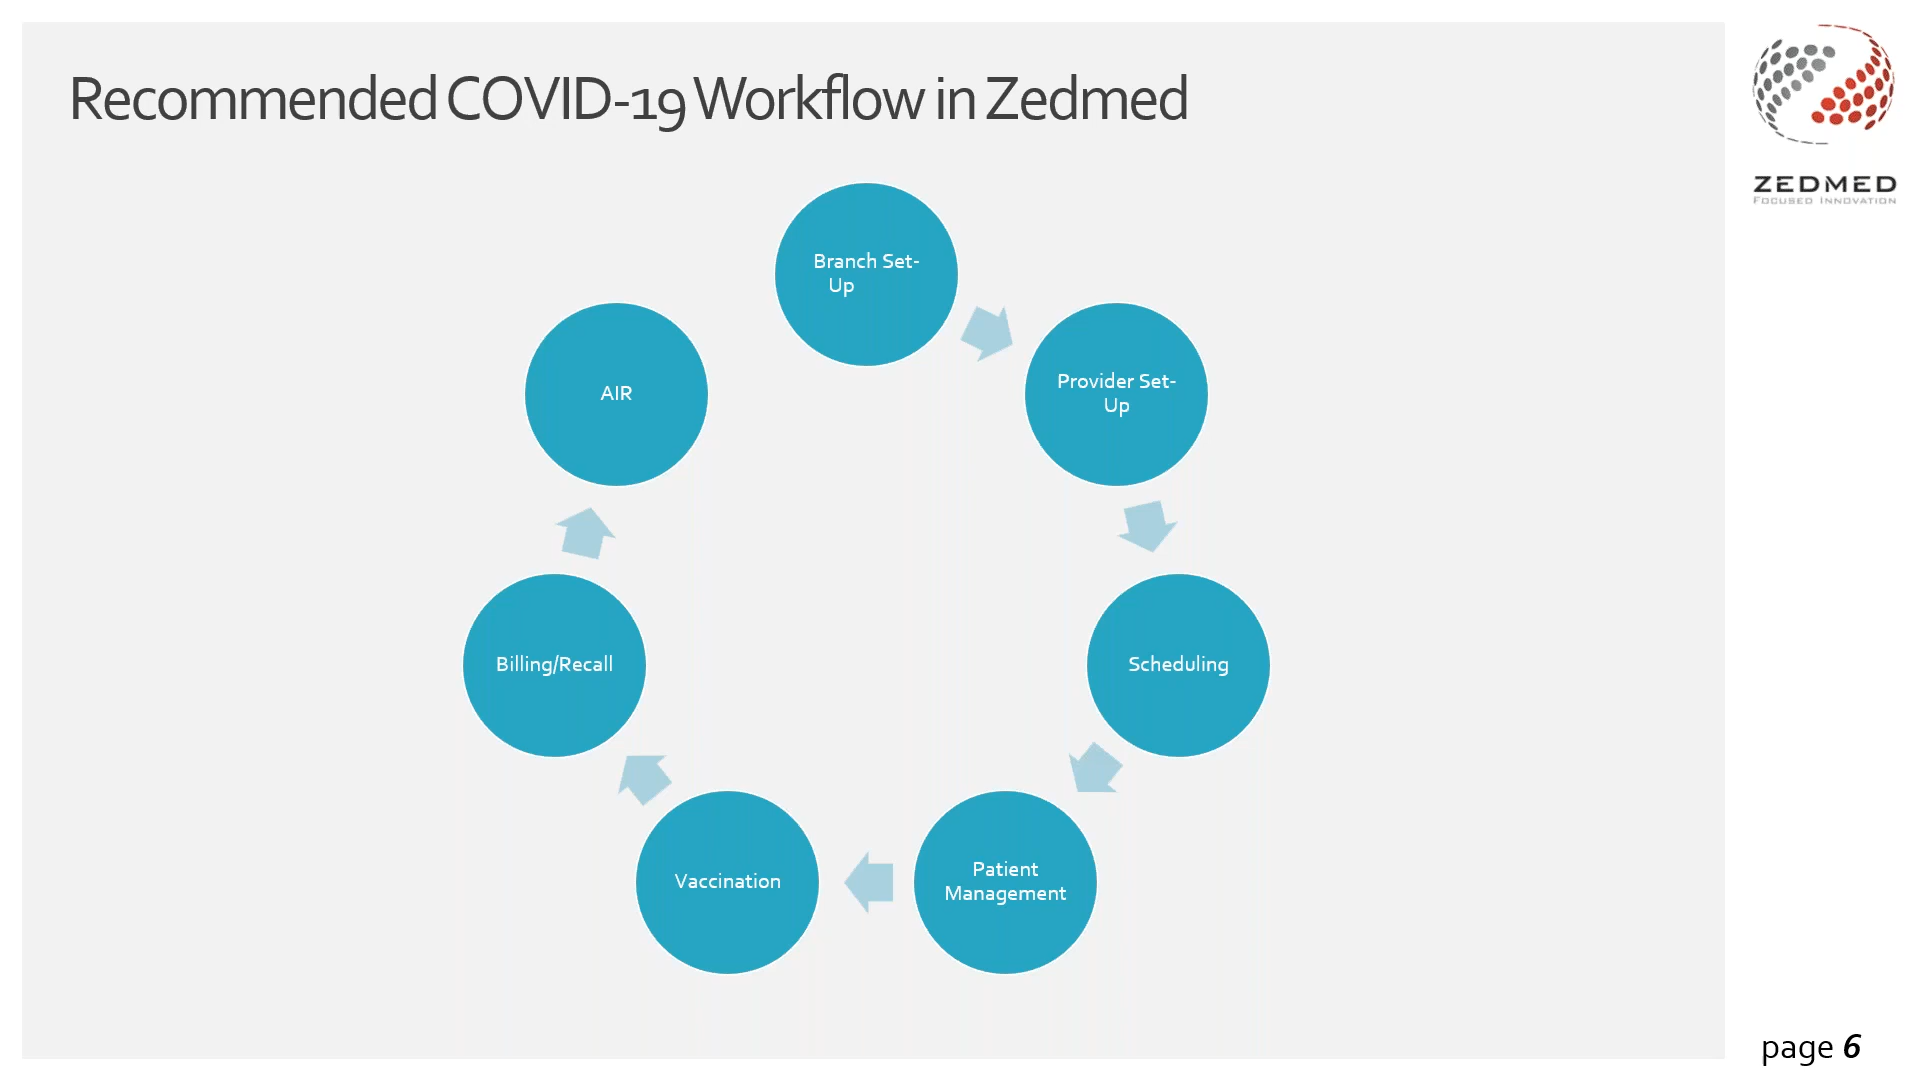 Recommended COVID-19 Workflow in Zedmed
ZEDMED
FOCUSED INNOVATION
Branch Set-
Up
Provider Set-
Up
Scheduling
Patient
Management
Vaccination
Billing/Recall
AIR
page 6